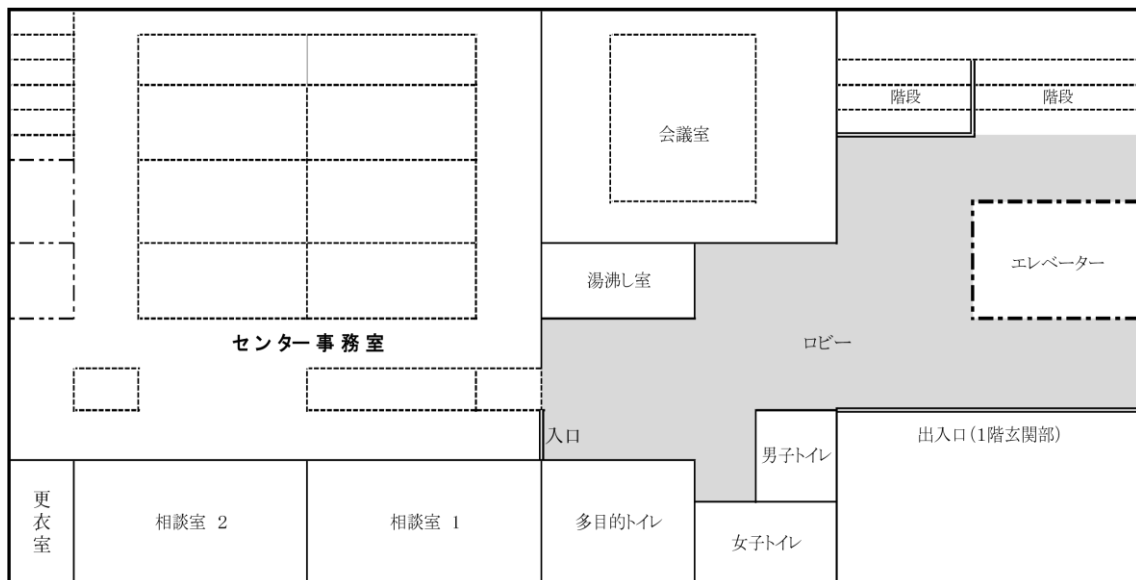 階段
階段
会議室
エレベーター
湯沸し室
センター事務室
ロビー
入口
出入口(1階玄関部)
男子トイレ
更衣室
相談室 2
相談室 1
多目的トイレ
女子トイレ